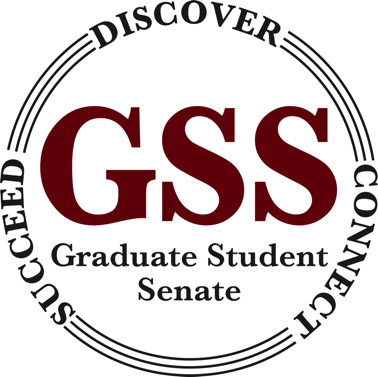 DISCOVER
GSS
Graduate Student
Senate
SUCCEED
CONNECT